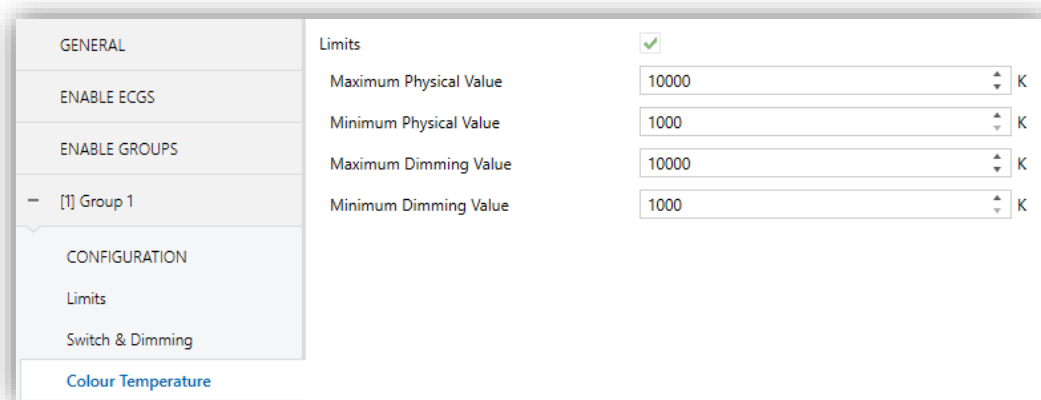 GENERAL
ENABLE ECGS
ENABLE GROUPS
[1] Group 1
CONFIGURATION
Limits
Switch & Dimming
Colour Temperature
Limits
Maximum Physical Value 10000 K
Minimum Physical Value 1000 K
Maximum Dimming Value 10000 K
Minimum Dimming Value 1000 K